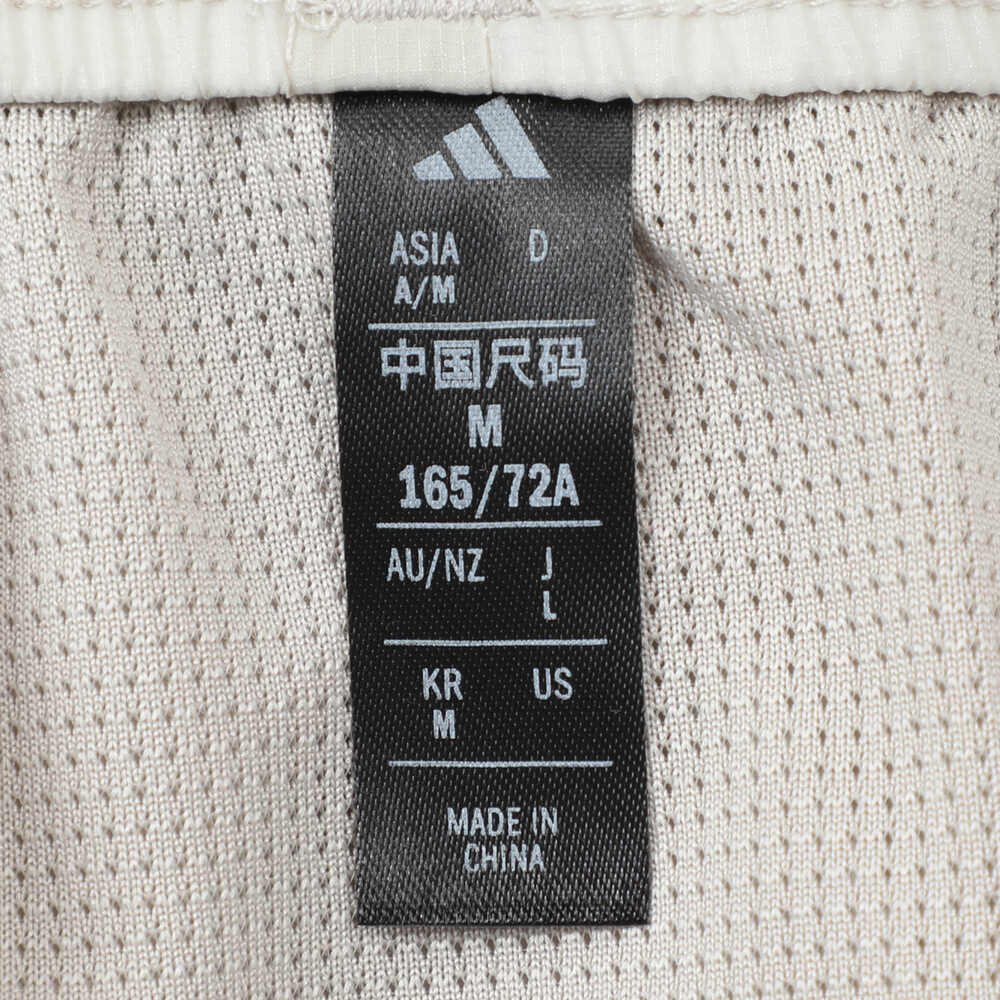 ASIA D
A/M
中国尺码
M
165/72A
AU/NZ J
L
KR US
M
MADE IN
CHINA